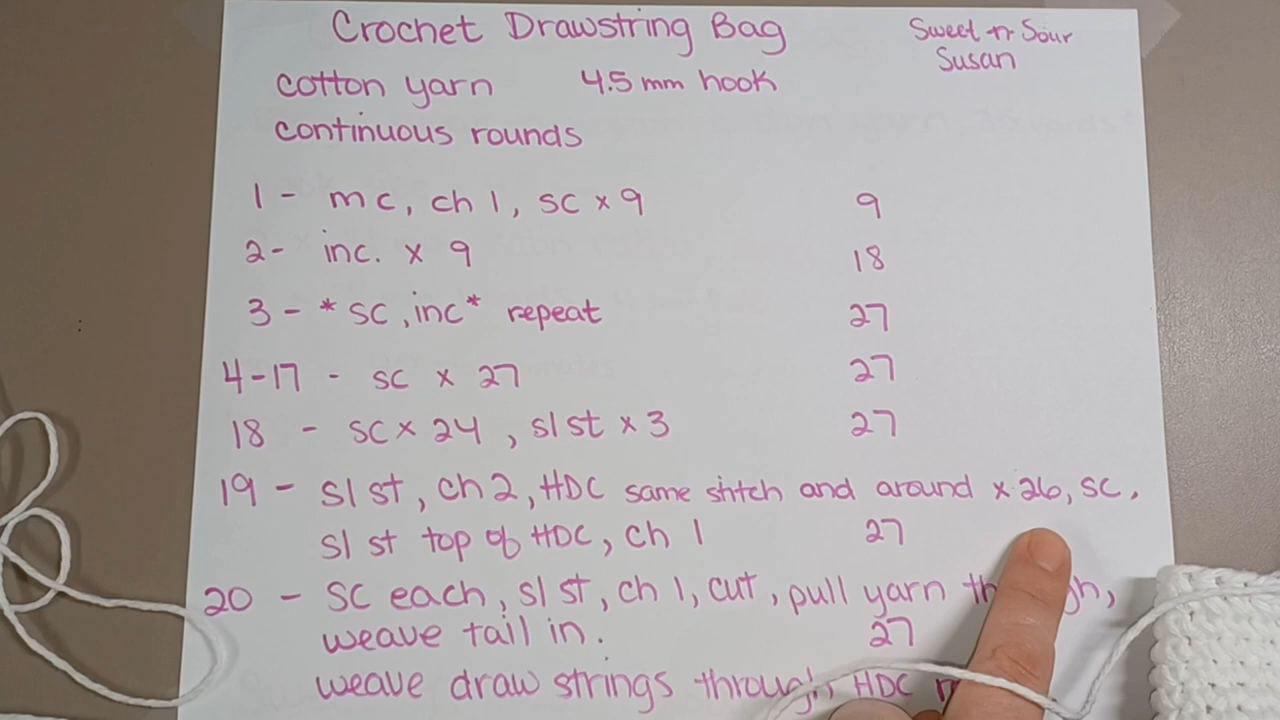 Crochet Drawstring Bag
Sweet n Sour
Susan
cotton yarn 4.5 mm hook
continuous rounds
1 - mc, ch 1, sc x 9 9
2- inc. x 9 18
3 - *sc, inc* repeat 27
4-17 - sc x 27 27
18 - sc x 24, sl st x 3 27
19 - sl st, ch 2, HDC same stitch and around x 26, sc,
sl st top of HDC, ch 1 27
20 - sc each, sl st, ch 1, cut, pull yarn
weave tail in. 27
weave draw strings through HDC